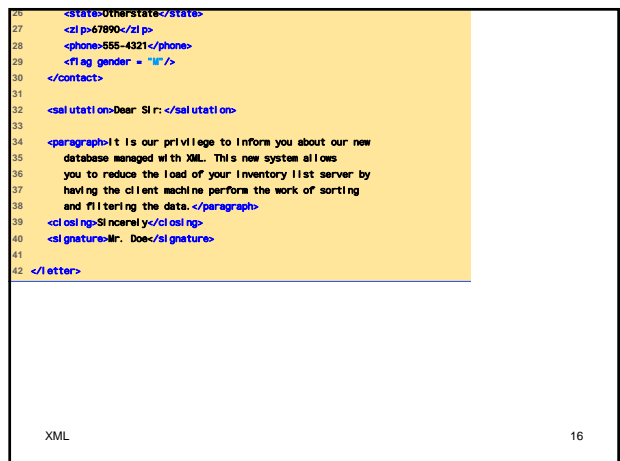 26 <state>Otherstate</state>
27 <zip>67890</zip>
28 <phone>555-4321</phone>
29 <flag gender = "M"/>
30 </contact>
31
32 <salutation>Dear Sir:</salutation>
33
34 <paragraph>It is our privilege to inform you about our new
35 database managed with XML. This new system allows
36 you to reduce the load of your inventory list server by
37 having the client machine perform the work of sorting
38 and filtering the data.</paragraph>
39 <closing>Sincerely</closing>
40 <signature>Mr. Doe</signature>
41
42 </letter>
XML 16